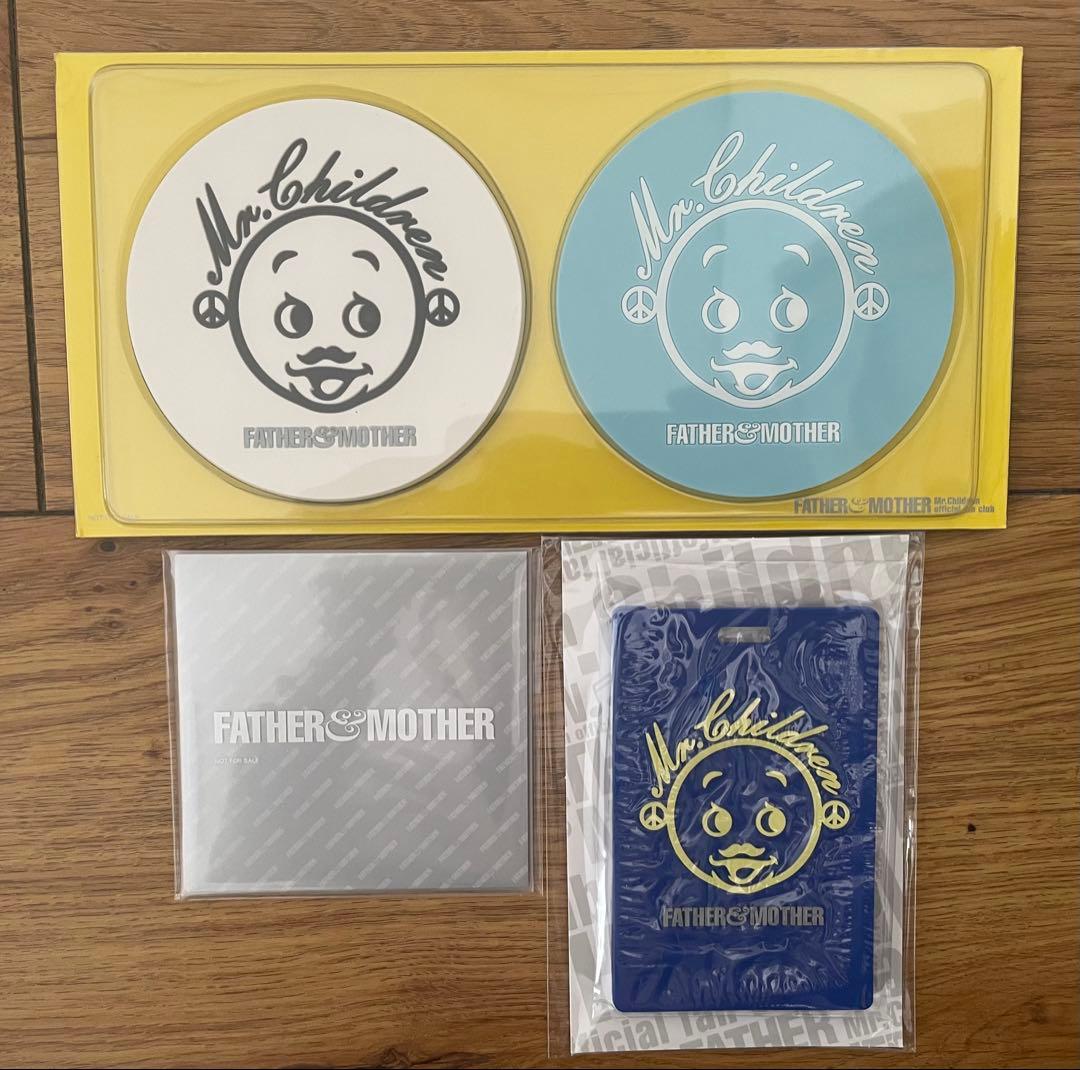 Mr.Children
FATHER&MOTHER
Mr.Children
FATHER&MOTHER
FATHER&MOTHER Mr.Children
official fan club
FATHER&MOTHER
NOT FOR SALE
Mr.Children
FATHER&MOTHER